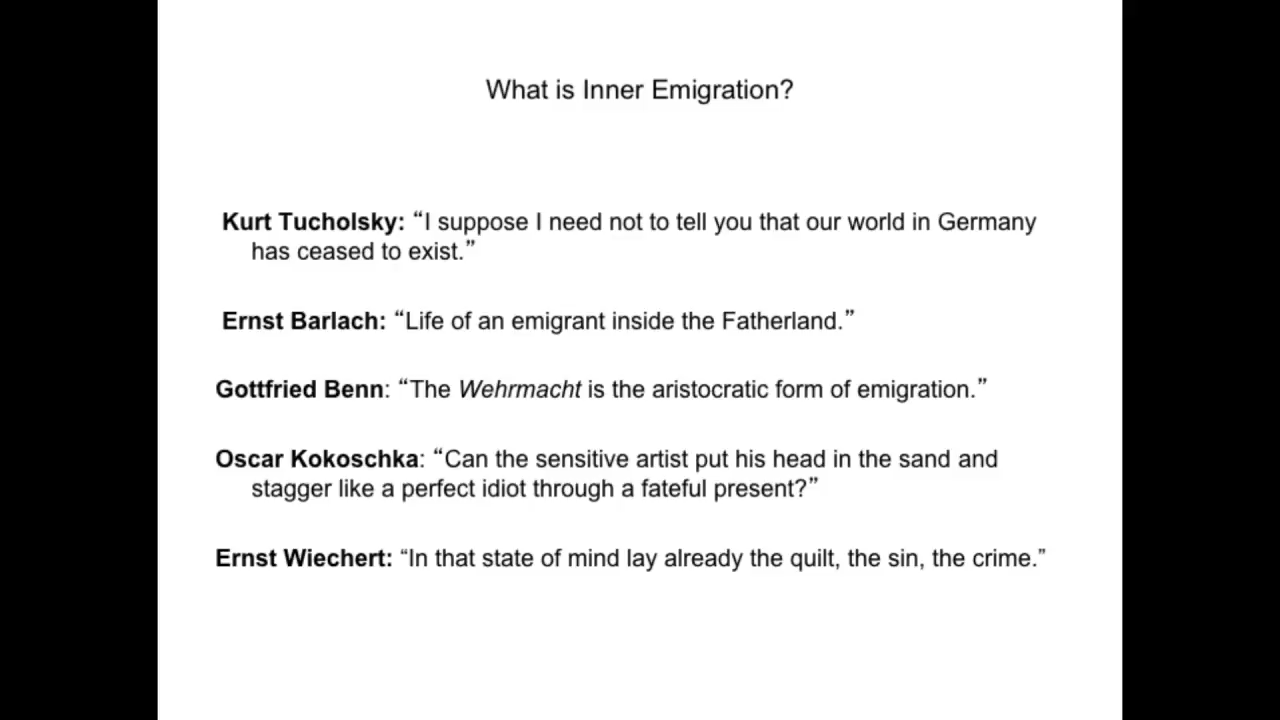 What is Inner Emigration?
Kurt Tucholsky: “I suppose I need not to tell you that our world in Germany
has ceased to exist.”
Ernst Barlach: “Life of an emigrant inside the Fatherland.”
Gottfried Benn: “The Wehrmacht is the aristocratic form of emigration.”
Oscar Kokoschka: “Can the sensitive artist put his head in the sand and
stagger like a perfect idiot through a fateful present?”
Ernst Wiechert: “In that state of mind lay already the quilt, the sin, the crime.”